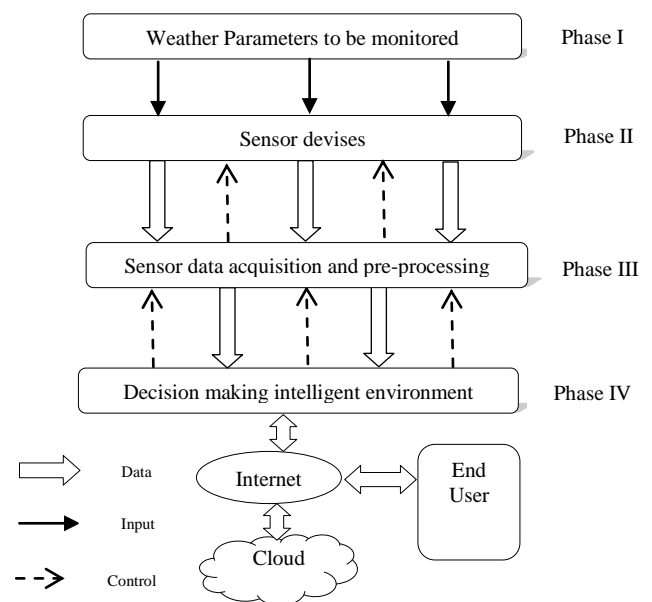 Weather Parameters to be monitored
Phase I
Sensor devises
Phase II
Sensor data acquisition and pre-processing
Phase III
Decision making intelligent environment
Phase IV
Internet
End
User
Cloud
Data
Input
Control